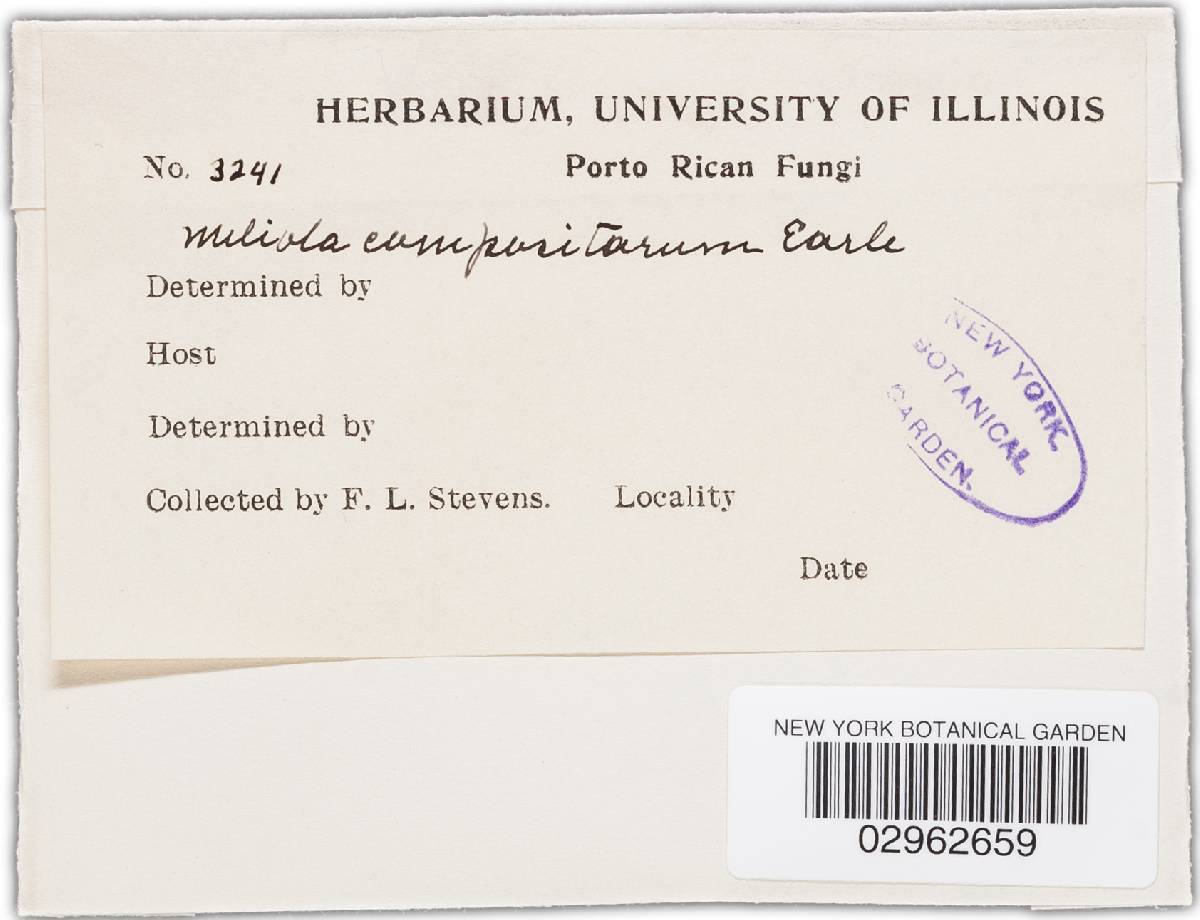 HERBARIUM, UNIVERSITY OF ILLINOIS
No. 3241 Porto Rican Fungi
Meliola compositarum Earle
Determined by
Host
Determined by
Collected by F. L. Stevens. Locality
Date
NEW YORK
BOTANICAL
GARDEN.
NEW YORK BOTANICAL GARDEN
02962659